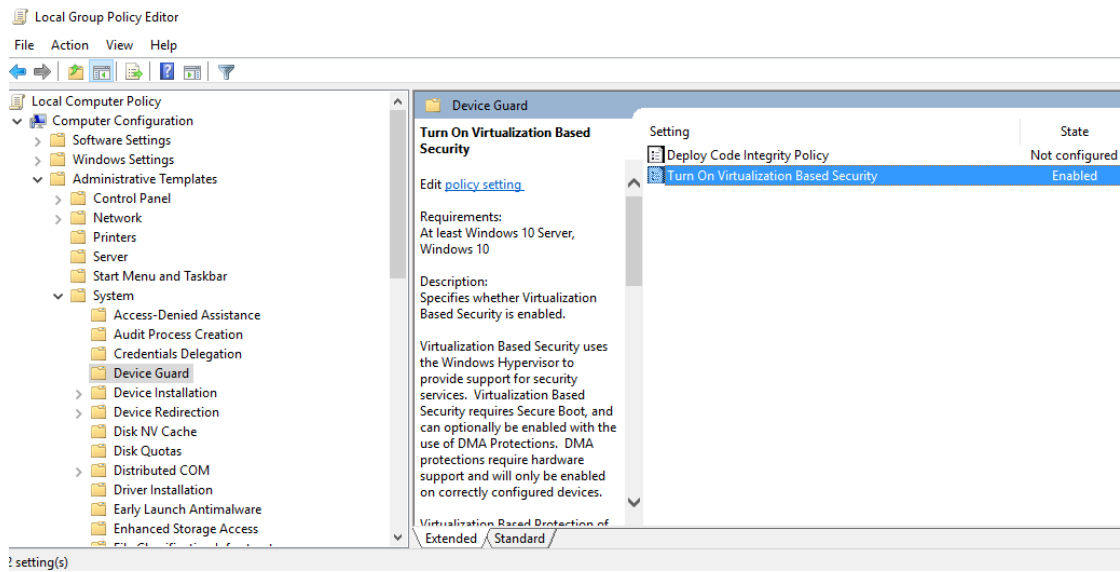 Local Group Policy Editor
File Action View Help
Local Computer Policy
Computer Configuration
Software Settings
Windows Settings
Administrative Templates
Control Panel
Network
Printers
Server
Start Menu and Taskbar
System
Access-Denied Assistance
Audit Process Creation
Credentials Delegation
Device Guard
Device Installation
Device Redirection
Disk NV Cache
Disk Quotas
Distributed COM
Driver Installation
Early Launch Antimalware
Enhanced Storage Access
Device Guard
Turn On Virtualization Based
Security
Edit policy setting
Requirements:
At least Windows 10 Server,
Windows 10
Description:
Specifies whether Virtualization
Based Security is enabled.
Virtualization Based Security uses
the Windows Hypervisor to
provide support for security
services. Virtualization Based
Security requires Secure Boot, and
can optionally be enabled with the
use of DMA Protections. DMA
protections require hardware
support and will only be enabled
on correctly configured devices.
Virtualization Based Protection of
Setting State
Deploy Code Integrity Policy Not configured
Turn On Virtualization Based Security Enabled
Extended Standard
2 setting(s)